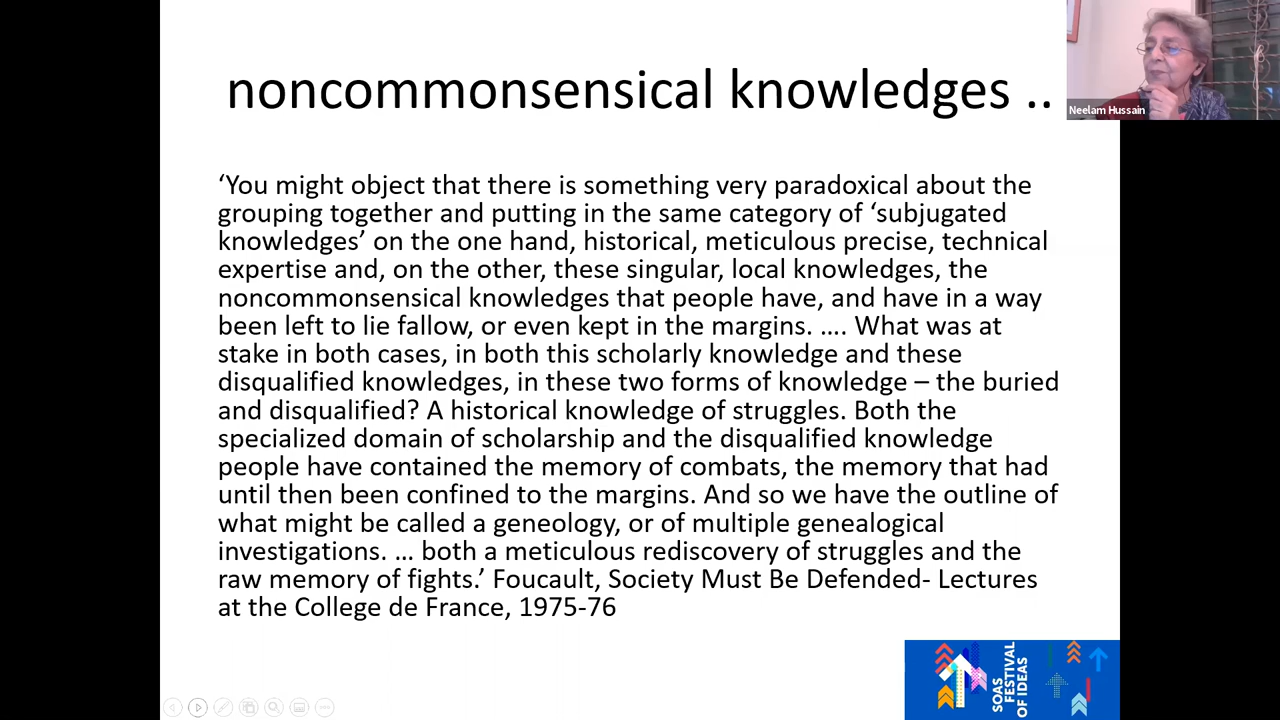 noncommonsensical knowledges ..
Neelam Hussain
‘You might object that there is something very paradoxical about the
grouping together and putting in the same category of ‘subjugated
knowledges’ on the one hand, historical, meticulous precise, technical
expertise and, on the other, these singular, local knowledges, the
noncommonsensical knowledges that people have, and have in a way
been left to lie fallow, or even kept in the margins. …. What was at
stake in both cases, in both this scholarly knowledge and these
disqualified knowledges, in these two forms of knowledge – the buried
and disqualified? A historical knowledge of struggles. Both the
specialized domain of scholarship and the disqualified knowledge
people have contained the memory of combats, the memory that had
until then been confined to the margins. And so we have the outline of
what might be called a geneology, or of multiple genealogical
investigations. … both a meticulous rediscovery of struggles and the
raw memory of fights.’ Foucault, Society Must Be Defended- Lectures
at the College de France, 1975-76
SOAS
FESTIVAL
OF IDEAS